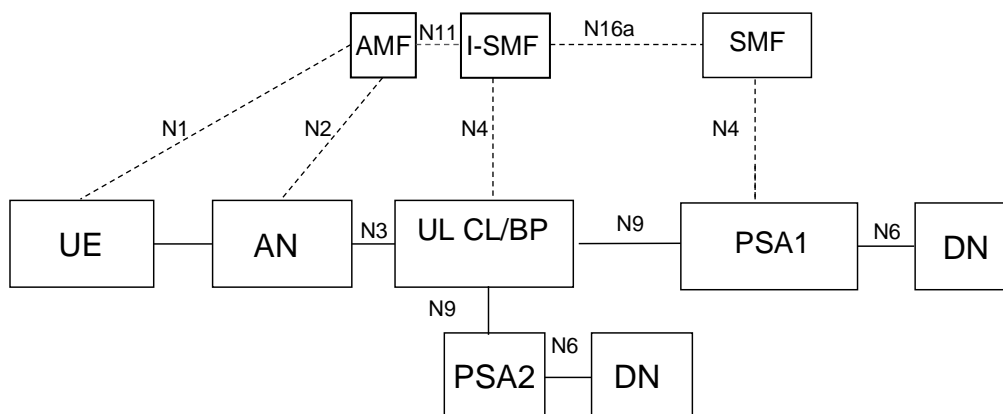 N11
N16a
AMF
I-SMF
SMF
N1
N2
N4
N4
UE
AN
N3
UL CL/BP
N9
PSA1
N6
DN
N9
PSA2
N6
DN